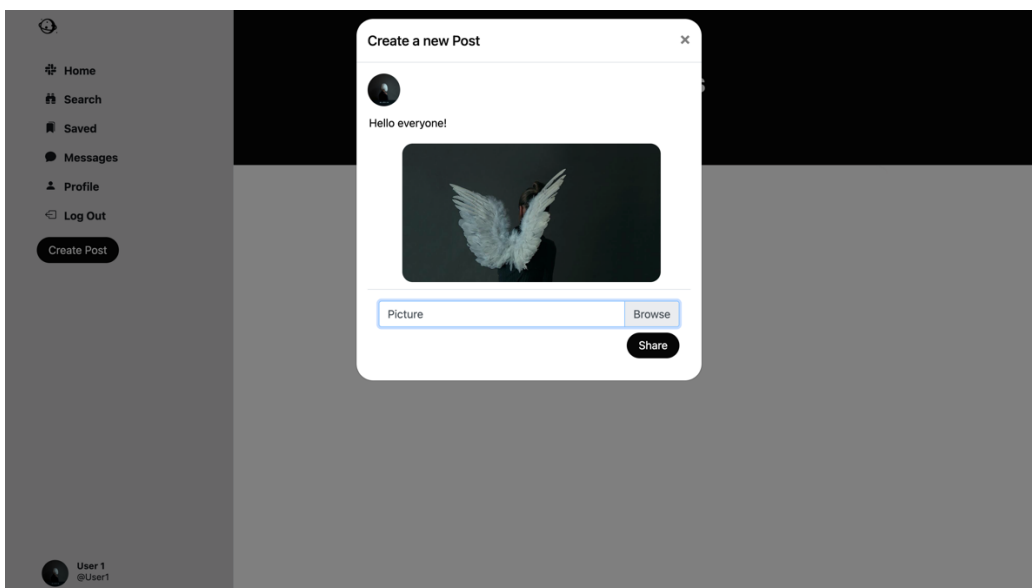 Home
Search
Saved
Messages
Profile
Log Out
Create Post
User 1
@User1
Create a new Post
×
Hello everyone!
Picture
Browse
Share